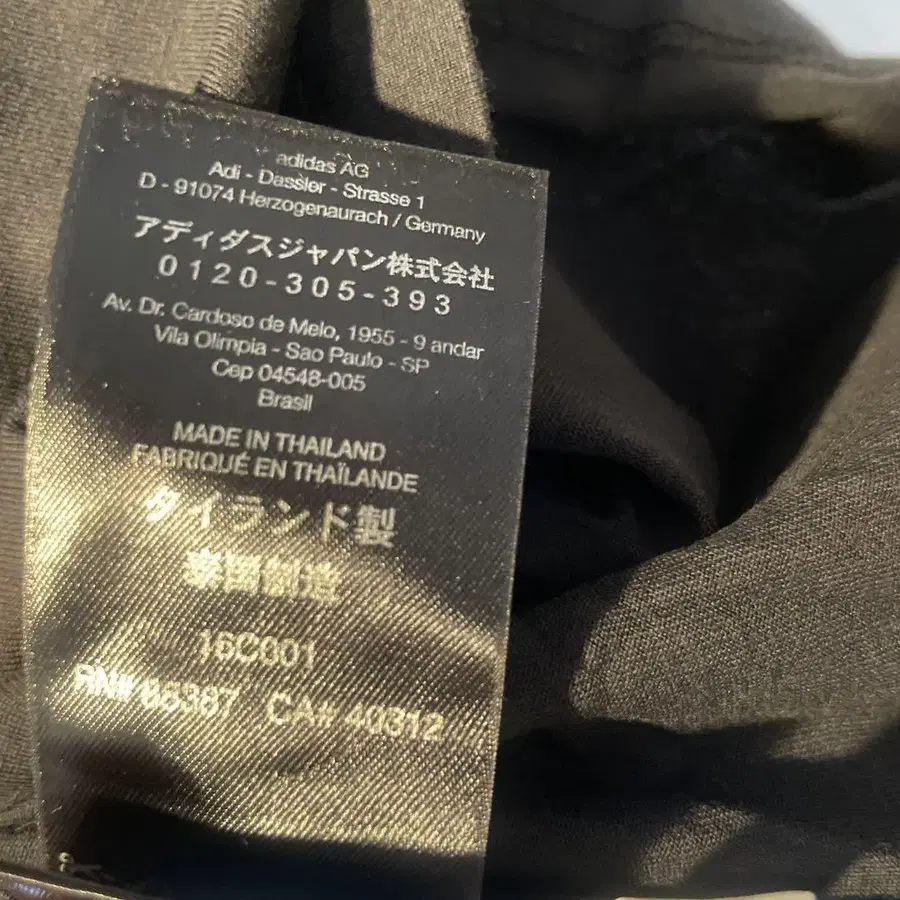 adidas AG
Adi - Dassler - Strasse 1
D - 91074 Herzogenaurach / Germany
アディダスジャパン株式会社
0120-305-393
Av. Dr. Cardoso de Melo, 1955 - 9 andar
Vila Olimpia - Sao Paulo - SP
Cep 04548-005
Brasil
MADE IN THAILAND
FABRIQUÉ EN THAÏLANDE
タイランド製
泰國製造
16C001
RN# 88387 CA# 40312